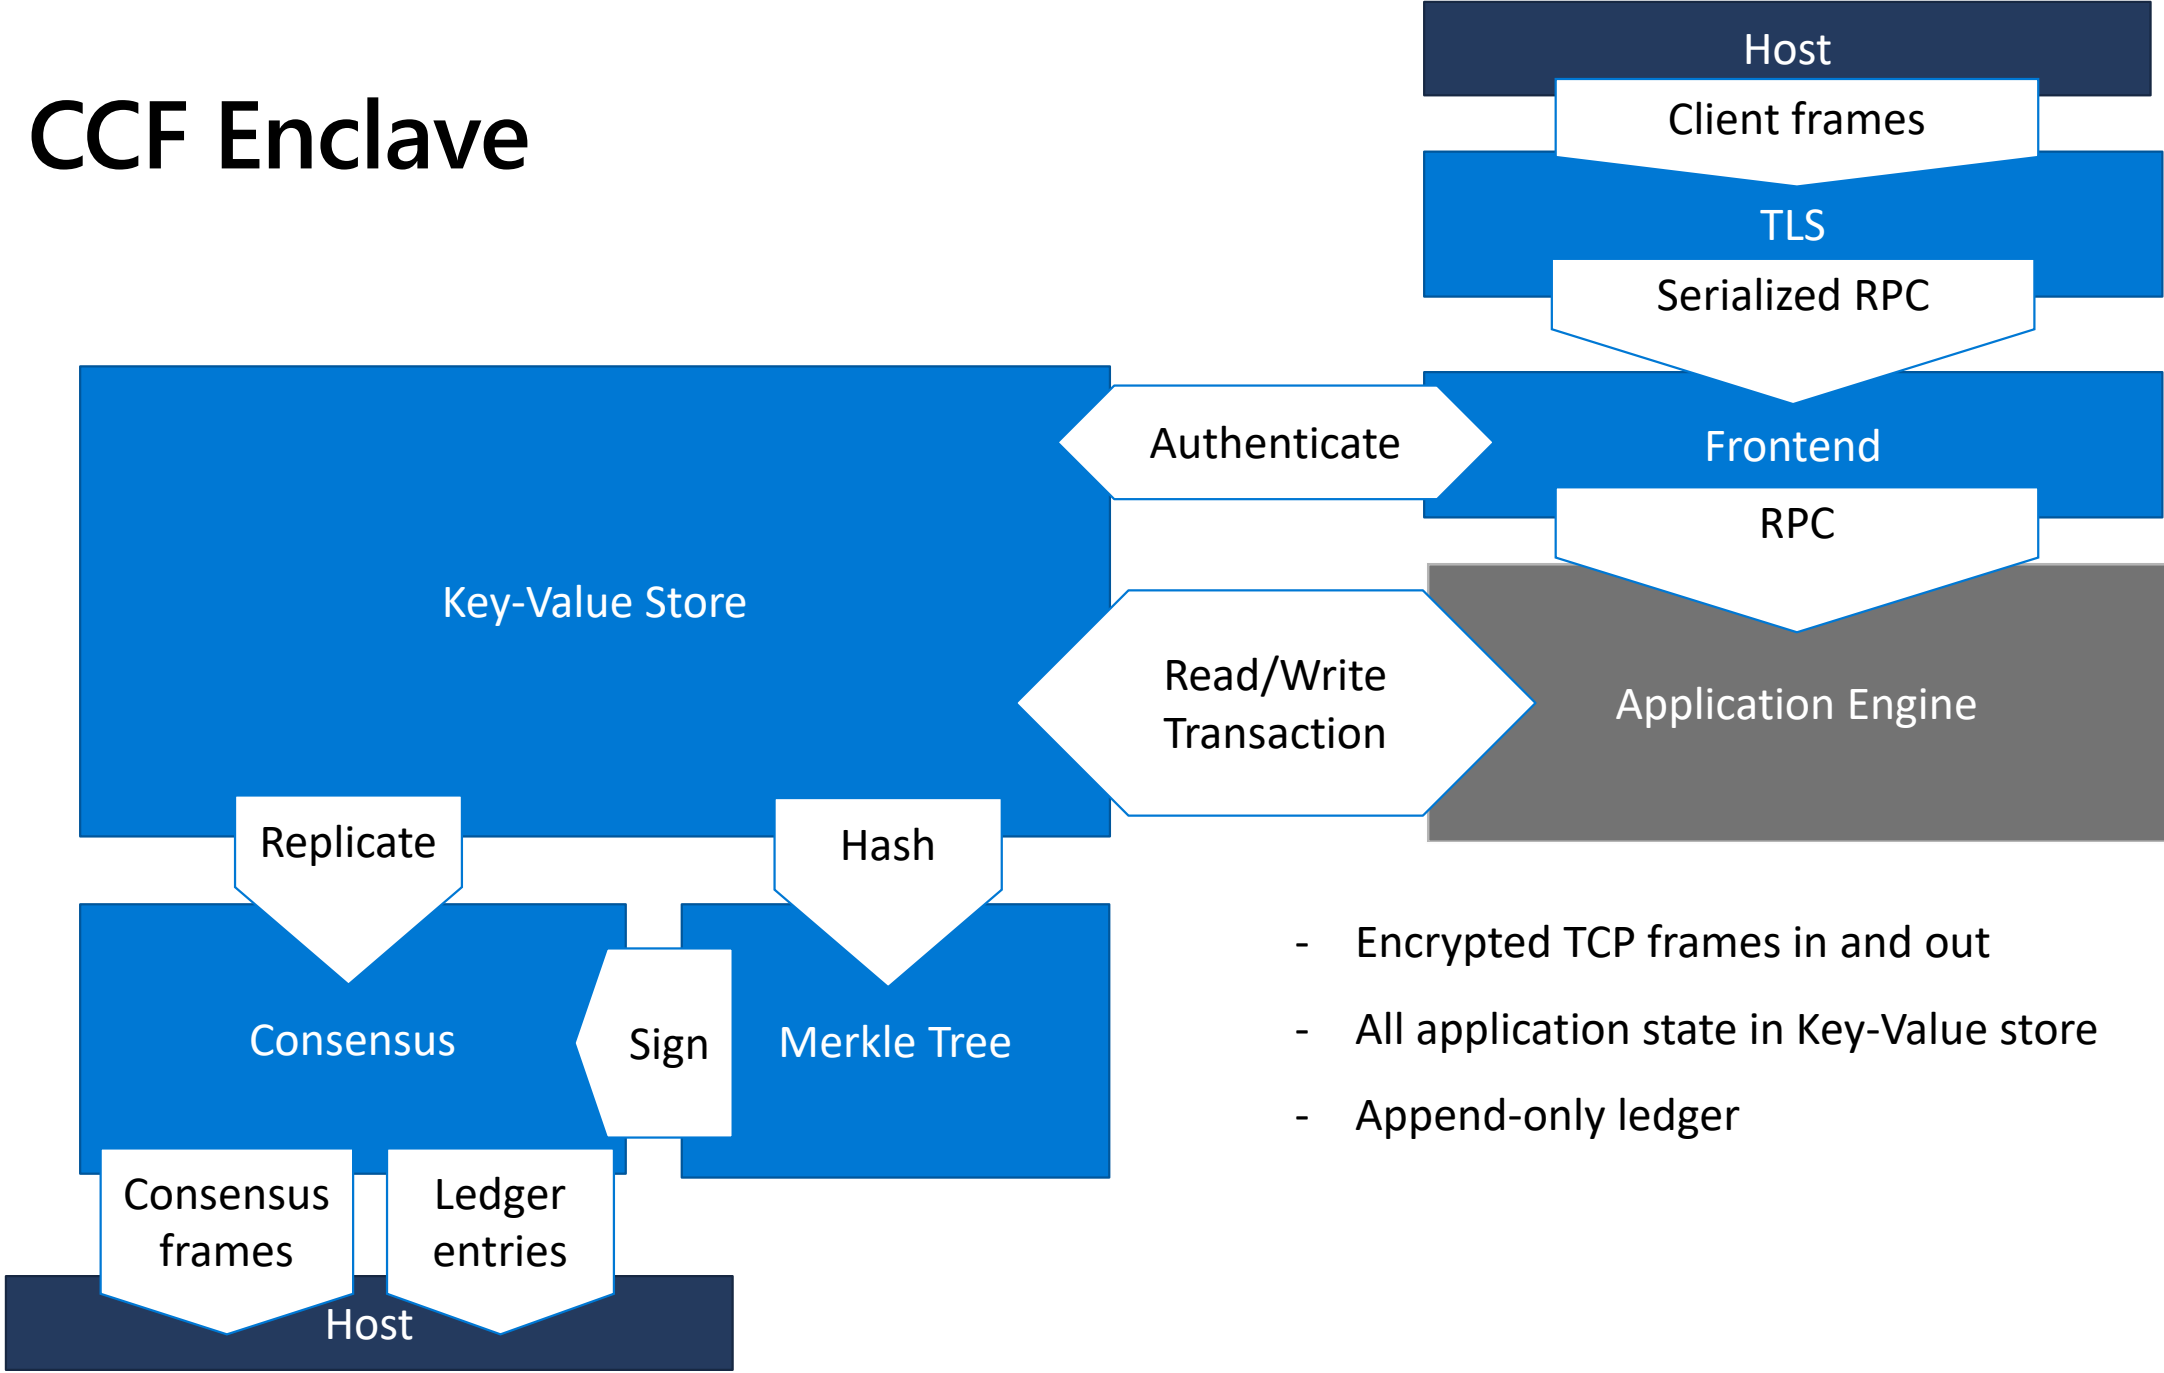 CCF Enclave
Host
Client frames
TLS
Serialized RPC
Authenticate
Frontend
RPC
Key-Value Store
Read/Write
Transaction
Application Engine
Replicate
Hash
Consensus
Sign
Merkle Tree
Consensus
frames
Ledger
entries
Host
- Encrypted TCP frames in and out
- All application state in Key-Value store
- Append-only ledger